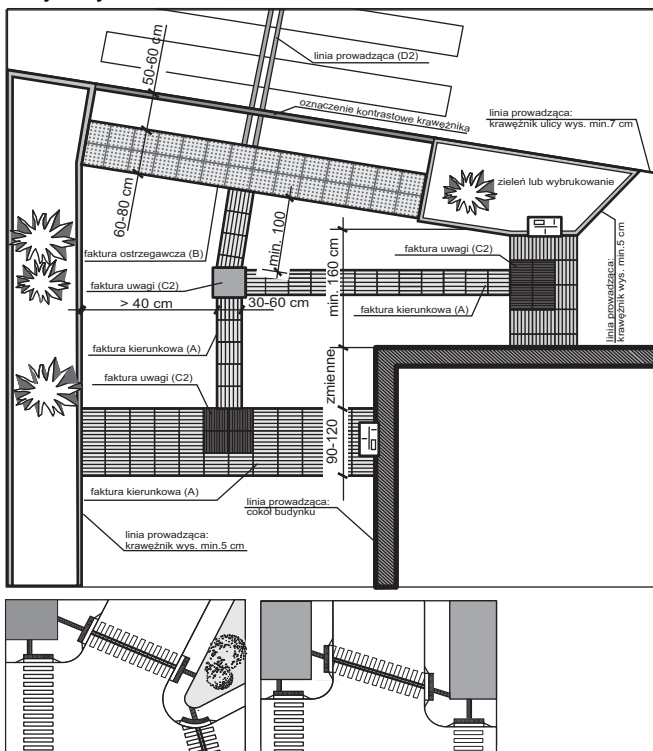 50-60 cm
linia prowadząca (D2)
oznaczenie kontrastowe krawężnika
linia prowadząca:
krawężnik ulicy wys. min.7 cm
60-80 cm
zieleń lub wybrukowanie
min. 100
faktura ostrzegawcza (B)
min. 160 cm
faktura uwagi (C2)
faktura uwagi (C2)
linia prowadząca:
krawężnik wys. min.5 cm
> 40 cm
30-60 cm
faktura kierunkowa (A)
faktura kierunkowa (A)
zmienne
faktura uwagi (C2)
90-120
faktura kierunkowa (A)
linia prowadząca:
cokół budynku
linia prowadząca:
krawężnik wys. min.5 cm